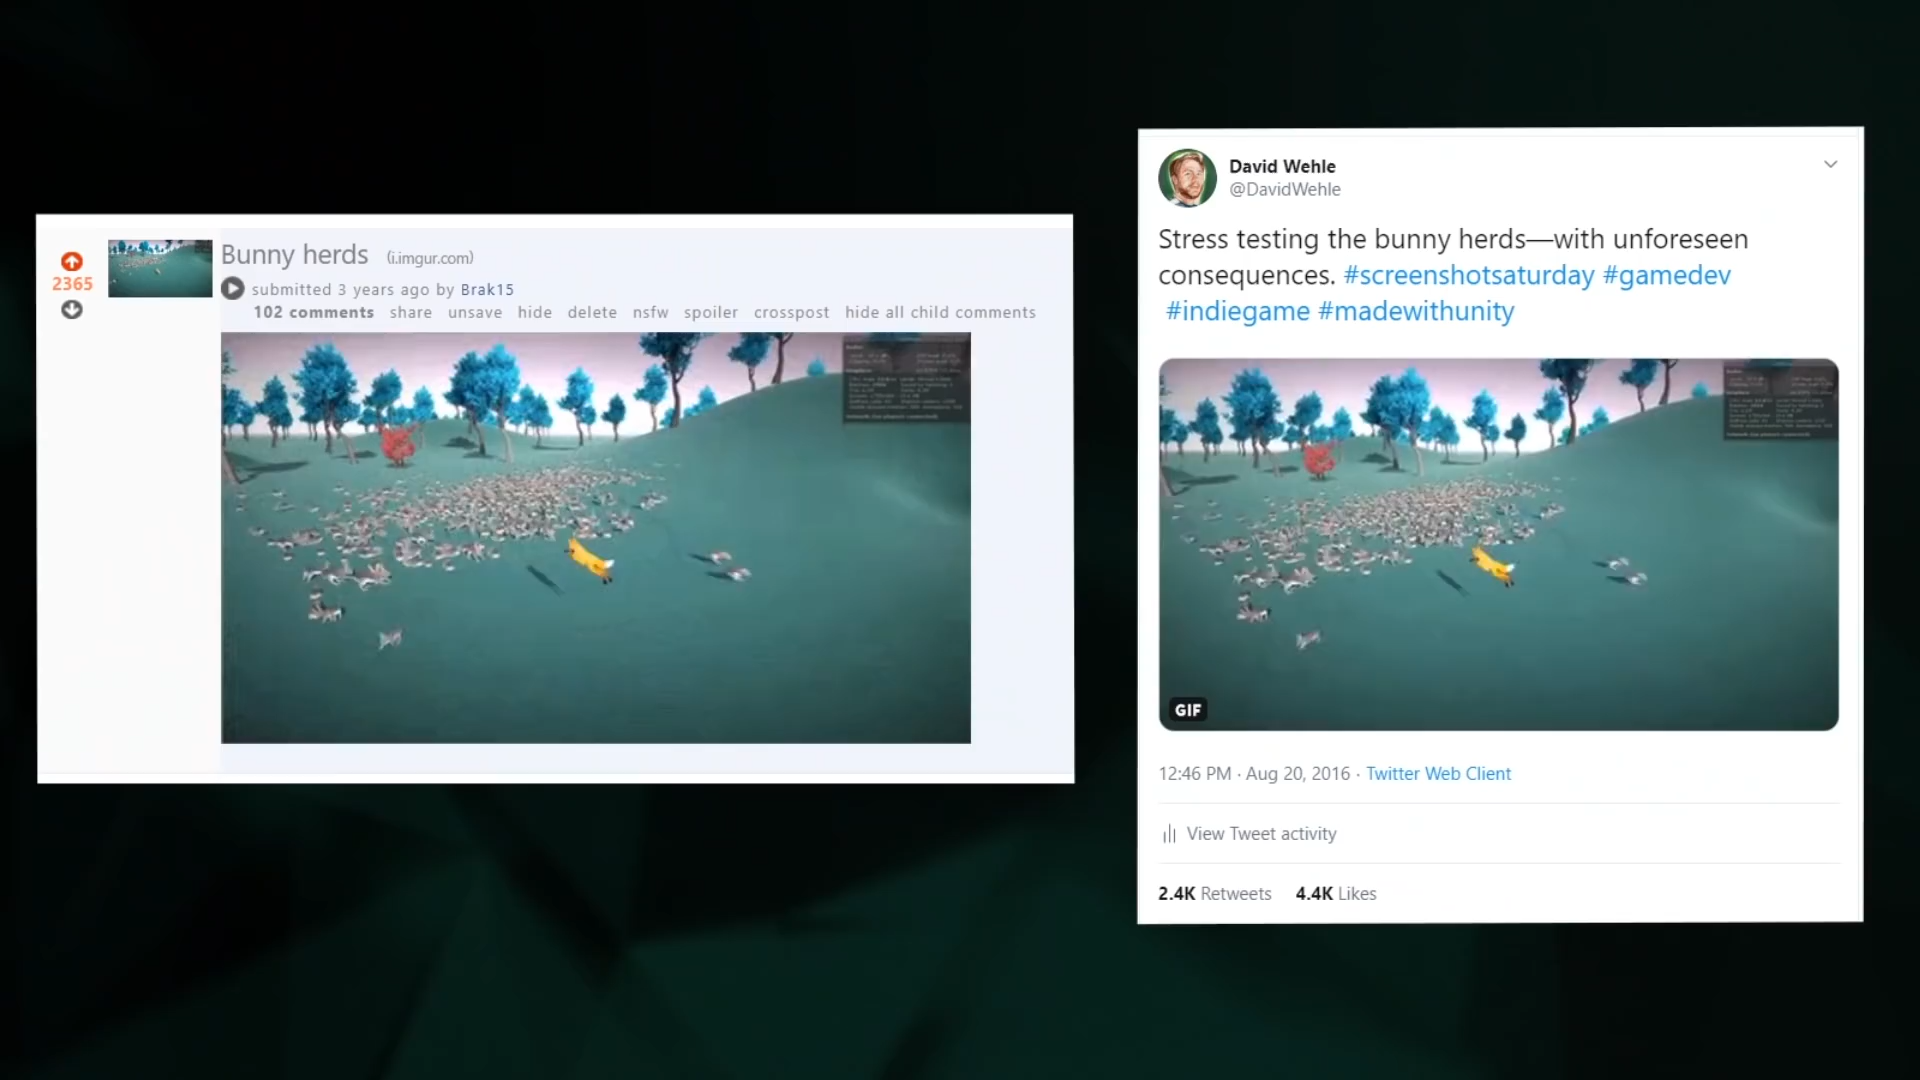 2365
Bunny herds (i.imgur.com)
submitted 3 years ago by Brak15
102 comments share unsave hide delete nsfw spoiler crosspost hide all child comments
David Wehle
@DavidWehle
Stress testing the bunny herds—with unforeseen
consequences. #screenshotsaturday #gamedev
#indiegame #madewithunity
GIF
12:46 PM · Aug 20, 2016 · Twitter Web Client
View Tweet activity
2.4K Retweets 4.4K Likes